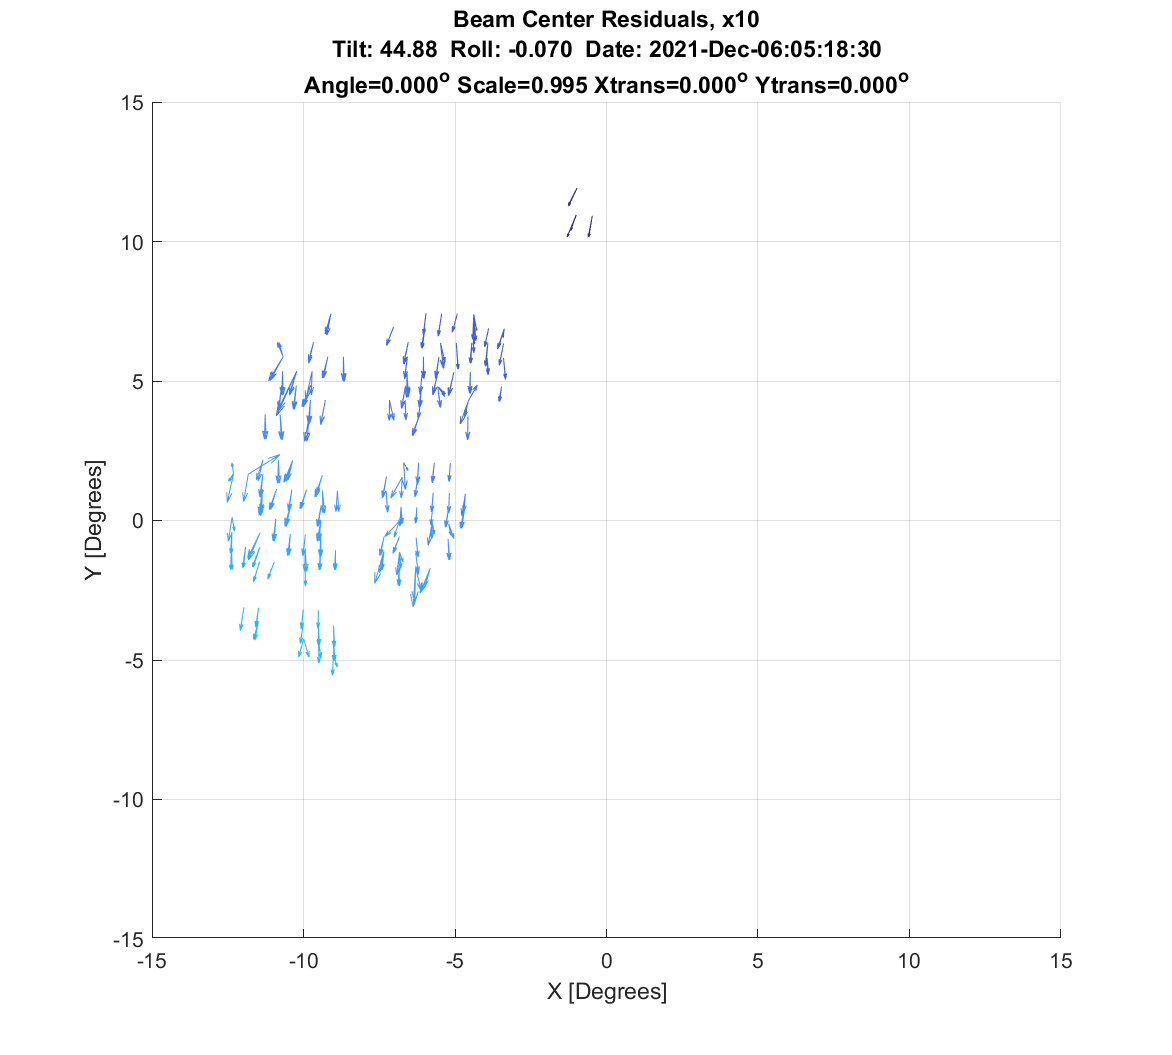 Beam Center Residuals, x10
Tilt: 44.88 Roll: -0.070 Date: 2021-Dec-06:05:18:30
Angle=0.000° Scale=0.995 Xtrans=0.000° Ytrans=0.000°
15
10
5
0
-5
-10
-15
Y [Degrees]
-15 -10 -5 0 5 10 15
X [Degrees]